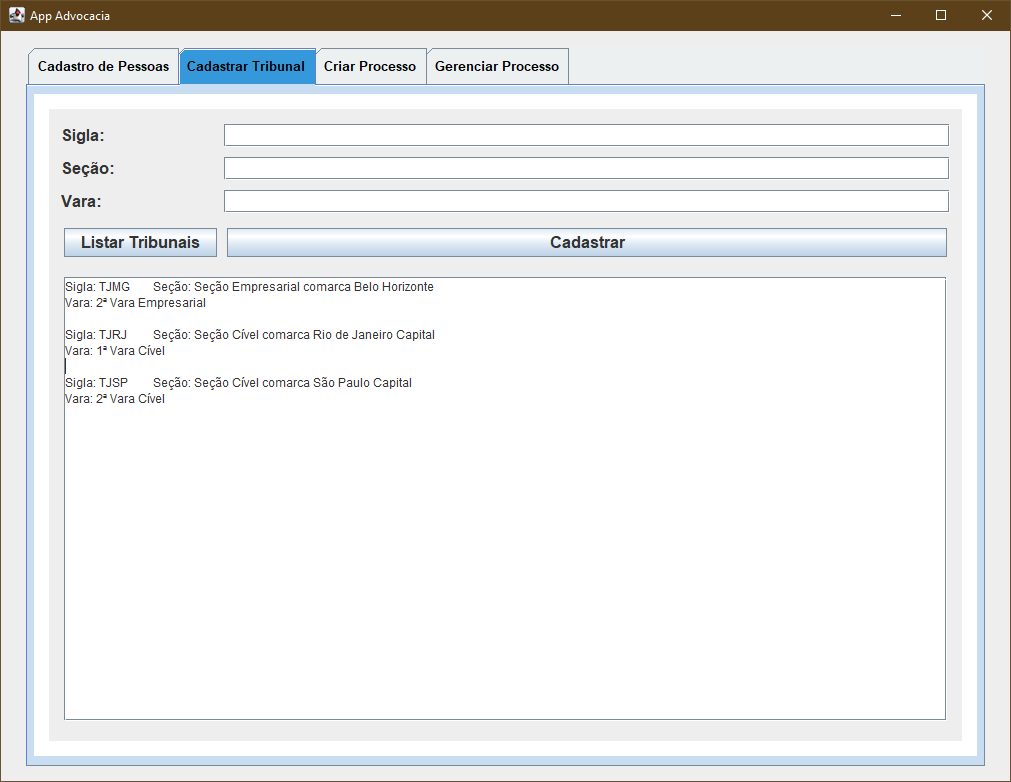 App Advocacia
Cadastro de Pessoas
Cadastrar Tribunal
Criar Processo
Gerenciar Processo
Sigla:
Seção:
Vara:
Listar Tribunais
Cadastrar
Sigla: TJMG Seção: Seção Empresarial comarca Belo Horizonte
Vara: 2ª Vara Empresarial
Sigla: TJRJ Seção: Seção Cível comarca Rio de Janeiro Capital
Vara: 1ª Vara Cível
Sigla: TJSP Seção: Seção Cível comarca São Paulo Capital
Vara: 2ª Vara Cível